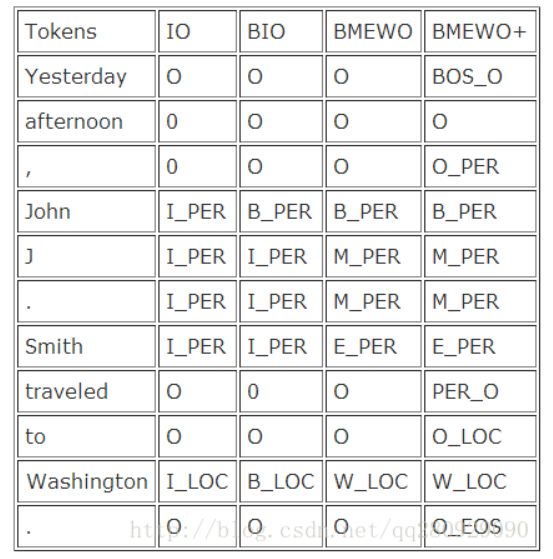 Tokens IO BIO BMEWO BMEWO+
Yesterday O O O BOS_O
afternoon 0 O O O
, 0 O O O_PER
John I_PER B_PER B_PER B_PER
J I_PER I_PER M_PER M_PER
. I_PER I_PER M_PER M_PER
Smith I_PER I_PER E_PER E_PER
traveled O 0 O PER_O
to O O O O_LOC
Washington I_LOC B_LOC W_LOC W_LOC
. O O O O_EOS
http://blog.csdn.net/qq380929090